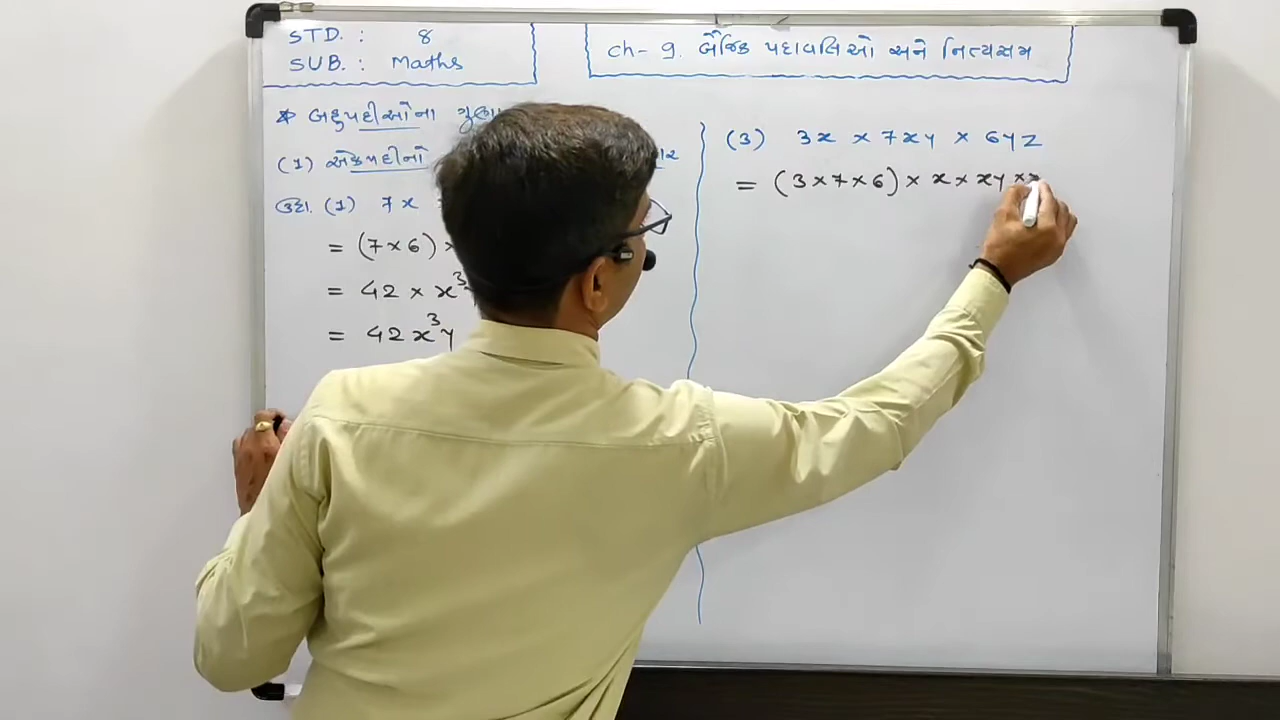 STD. : 8
SUB. : Maths
Ch- 9. બૈજિક પદાવલિઓ અને નિત્યસમ
* બહુપદીઓના
(1) એકપદીનો
ઉદા. (1) 7x
= (7×6) ×
= 42 × x³
= 42x³y
(3) 3x × 7xy × 6yz
= (3×7×6) × x × xy ×